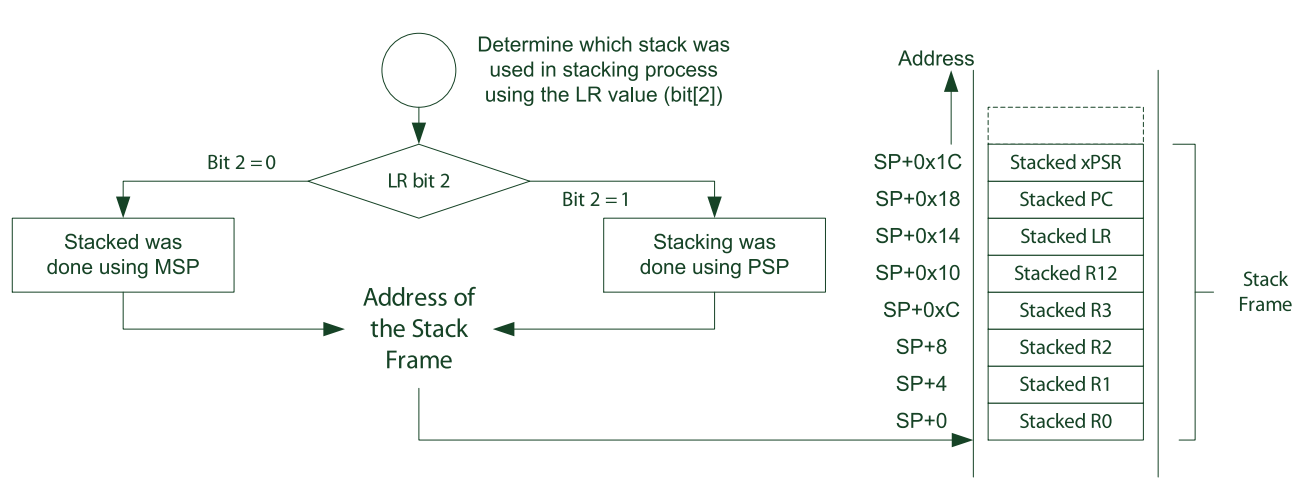 Determine which stack was
used in stacking process
using the LR value (bit[2])
Bit 2 = 0
LR bit 2
Bit 2 = 1
Stacked was
done using MSP
Stacking was
done using PSP
Address of
the Stack
Frame
Address
SP+0x1C
Stacked xPSR
SP+0x18
Stacked PC
SP+0x14
Stacked LR
SP+0x10
Stacked R12
SP+0xC
Stacked R3
SP+8
Stacked R2
SP+4
Stacked R1
SP+0
Stacked R0
Stack
Frame